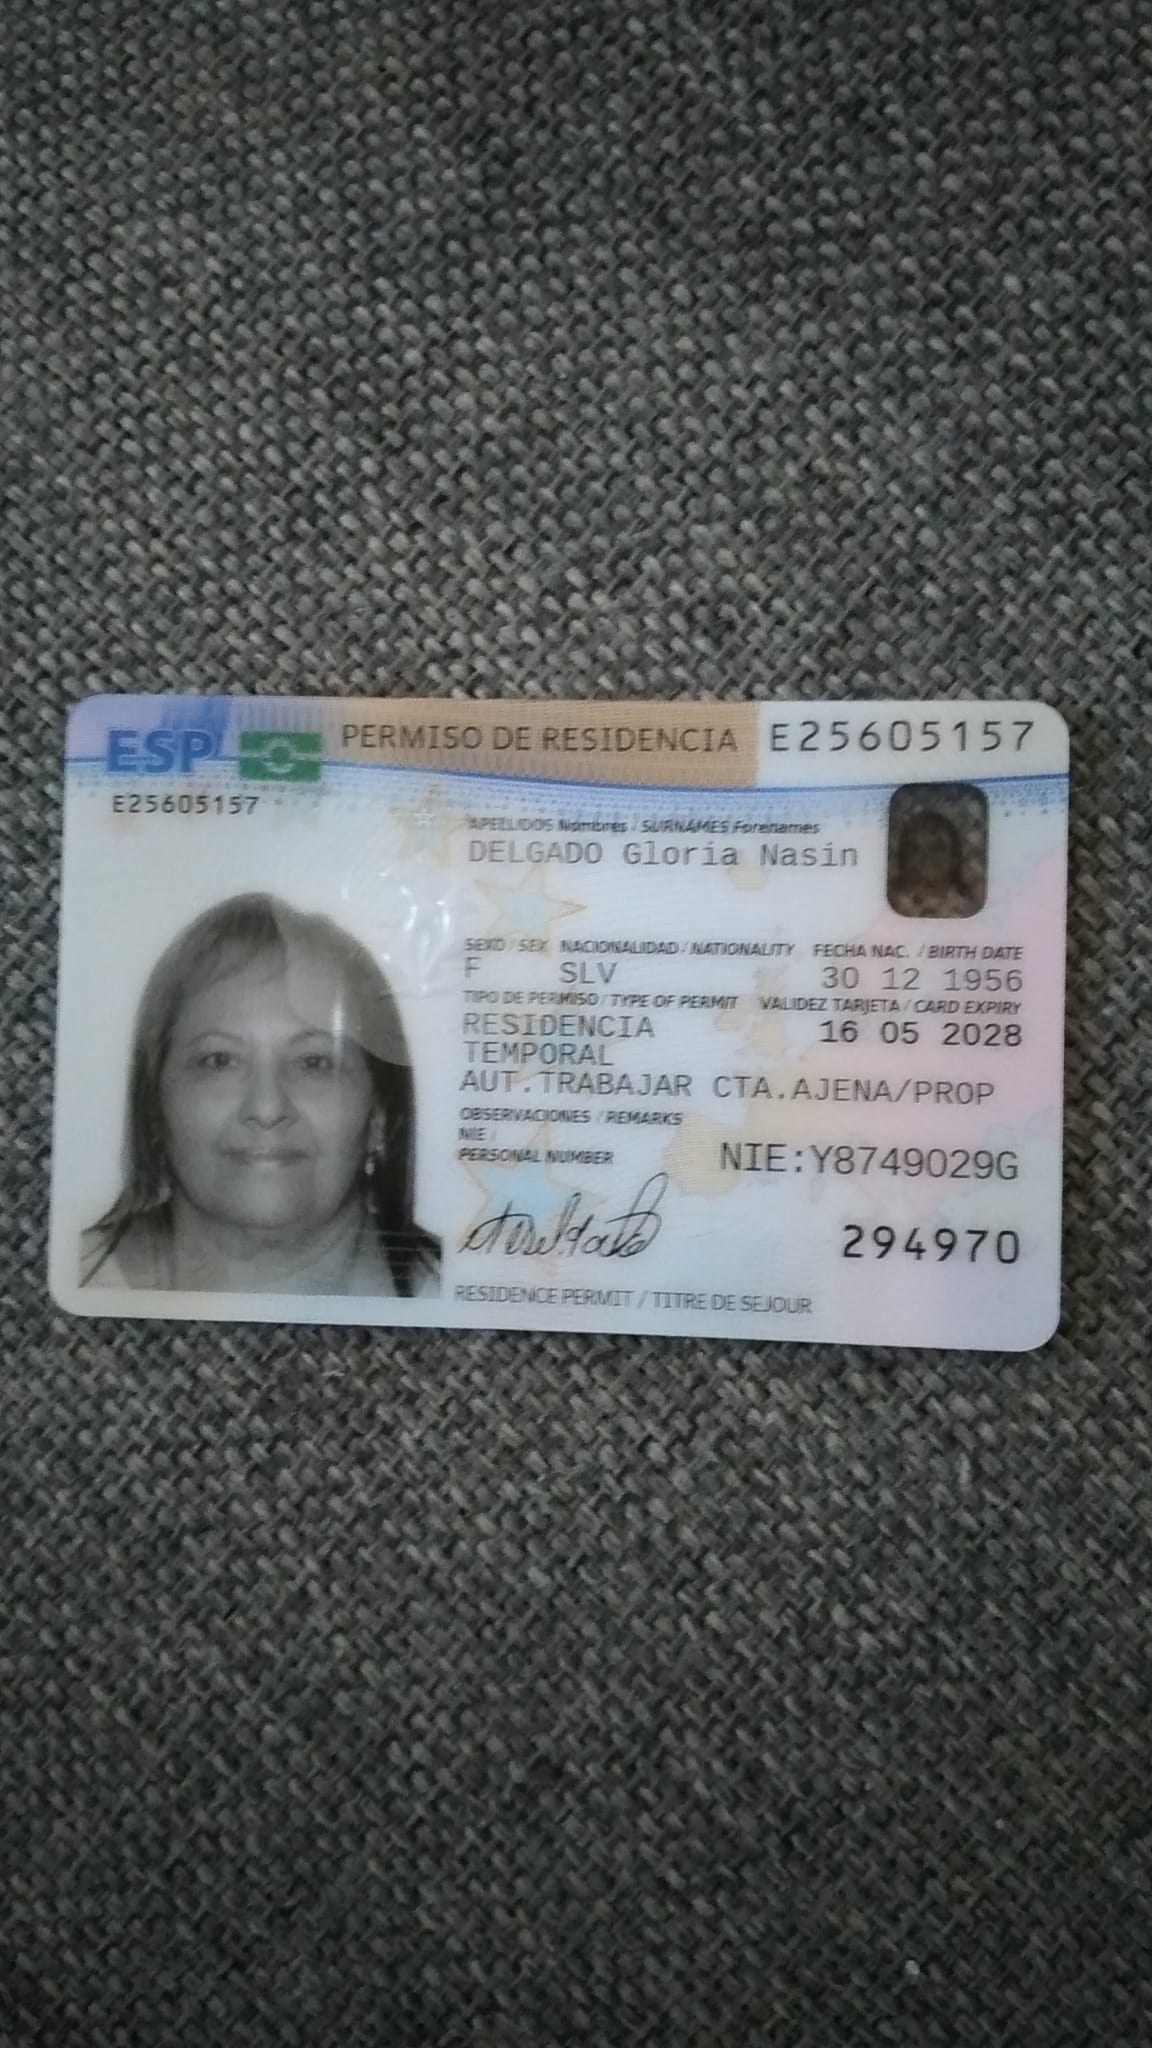 ESP PERMISO DE RESIDENCIA E25605157
E25605157
APELLIDOS Nombres / SURNAMES Forenames
DELGADO Gloria Nasin
SEXO / SEX NACIONALIDAD / NATIONALITY FECHA NAC. / BIRTH DATE
F SLV 30 12 1956
TIPO DE PERMISO / TYPE OF PERMIT VALIDEZ TARJETA / CARD EXPIRY
RESIDENCIA 16 05 2028
TEMPORAL
AUT.TRABAJAR CTA.AJENA/PROP
OBSERVACIONES / REMARKS
NIE /
PERSONAL NUMBER NIE:Y8749029G
294970
RESIDENCE PERMIT / TITRE DE SEJOUR